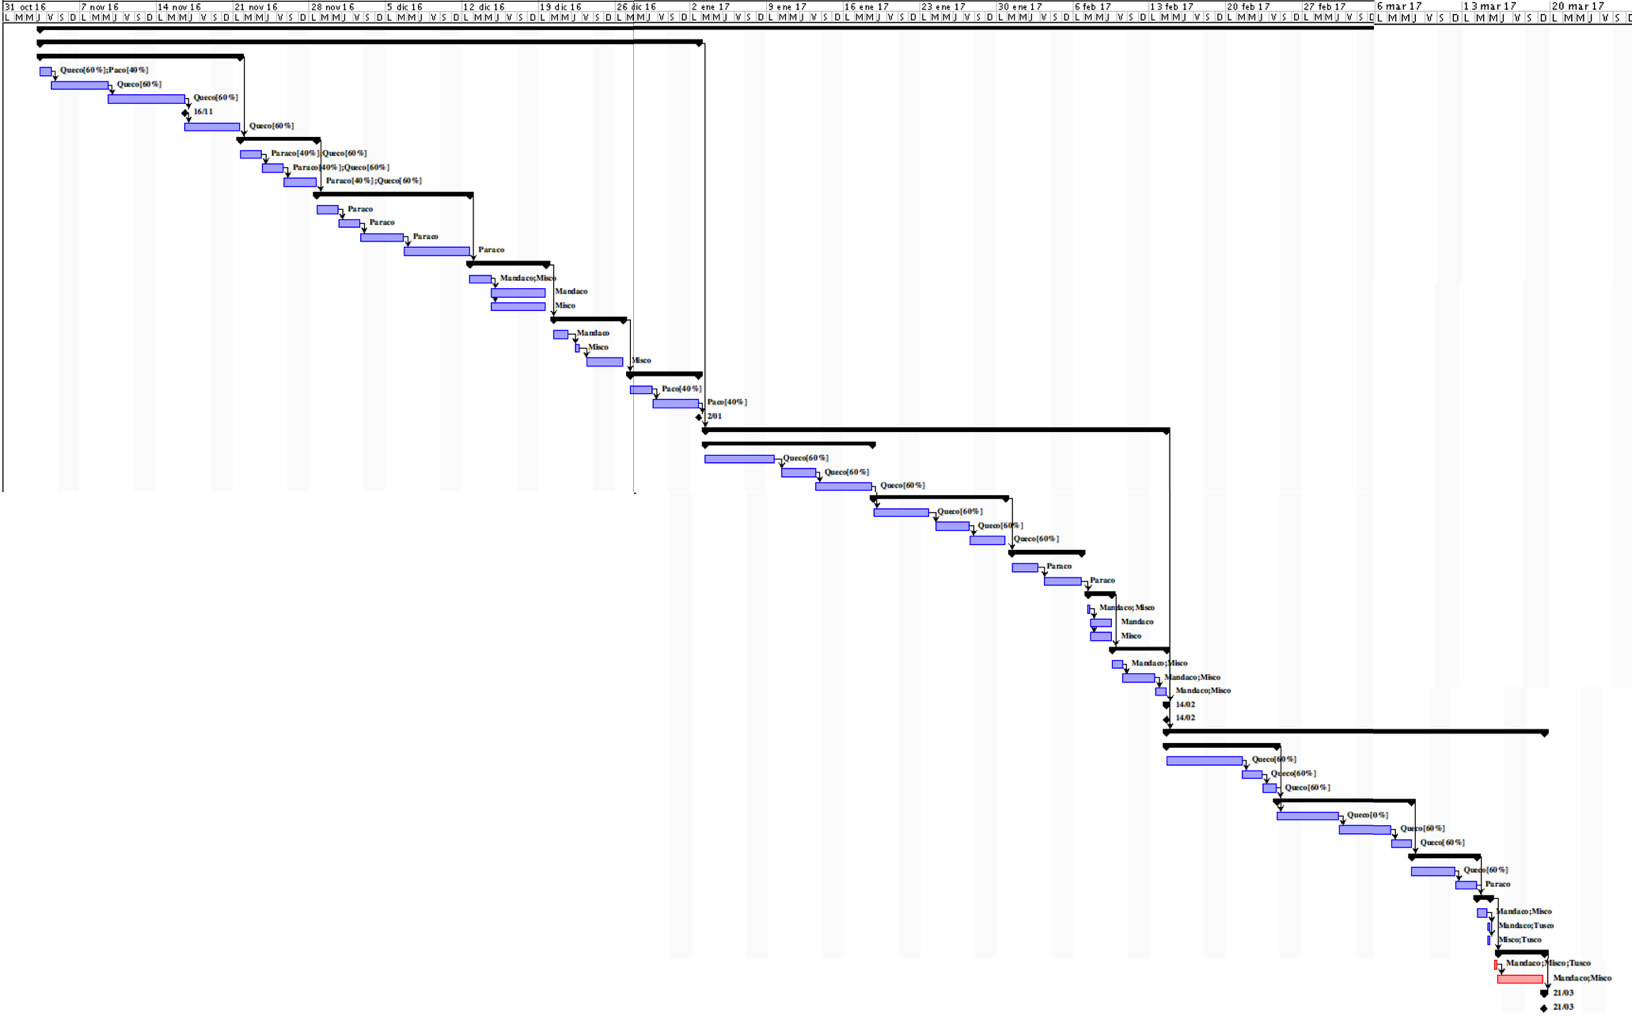 31 oct 16 7 nov 16 14 nov 16 21 nov 16 28 nov 16 5 dic 16 12 dic 16 19 dic 16 26 dic 16 2 ene 17 9 ene 17 16 ene 17 23 ene 17 30 ene 17 6 feb 17 13 feb 17 20 feb 17 27 feb 17 6 mar 17 13 mar 17 20 mar 17
L M M J V S D L M M J V S D L M M J V S D L M M J V S D L M M J V S D L M M J V S D L M M J V S D L M M J V S D L M M J V S D L M M J V S D L M M J V S D L M M J V S D L M M J V S D L M M J V S D L M M J V S D L M M J V S D L M M J V S D L M M J V S D L M M J V S D L M M J V S D L M M J V S
Queco[60%];Paco[40%]
Queco[60%]
Queco[60%]
16/11
Queco[60%]
Paraco[40%];Queco[60%]
Paraco[40%];Queco[60%]
Paraco[40%];Queco[60%]
Paraco
Paraco
Paraco
Paraco
Mandaco;Misco
Mandaco
Misco
Mandaco
Misco
Misco
Paco[40%]
Paco[40%]
2/01
Queco[60%]
Queco[60%]
Queco[60%]
Queco[60%]
Queco[60%]
Queco[60%]
Paraco
Paraco
Mandaco;Misco
Mandaco
Misco
Mandaco;Misco
Mandaco;Misco
Mandaco;Misco
14/02
14/02
Queco[60%]
Queco[60%]
Queco[60%]
Queco[0%]
Queco[60%]
Queco[60%]
Queco[60%]
Paraco
Mandaco;Misco
Mandaco;Tusco
Misco;Tusco
Mandaco;Misco;Tusco
Mandaco;Misco
21/03
21/03